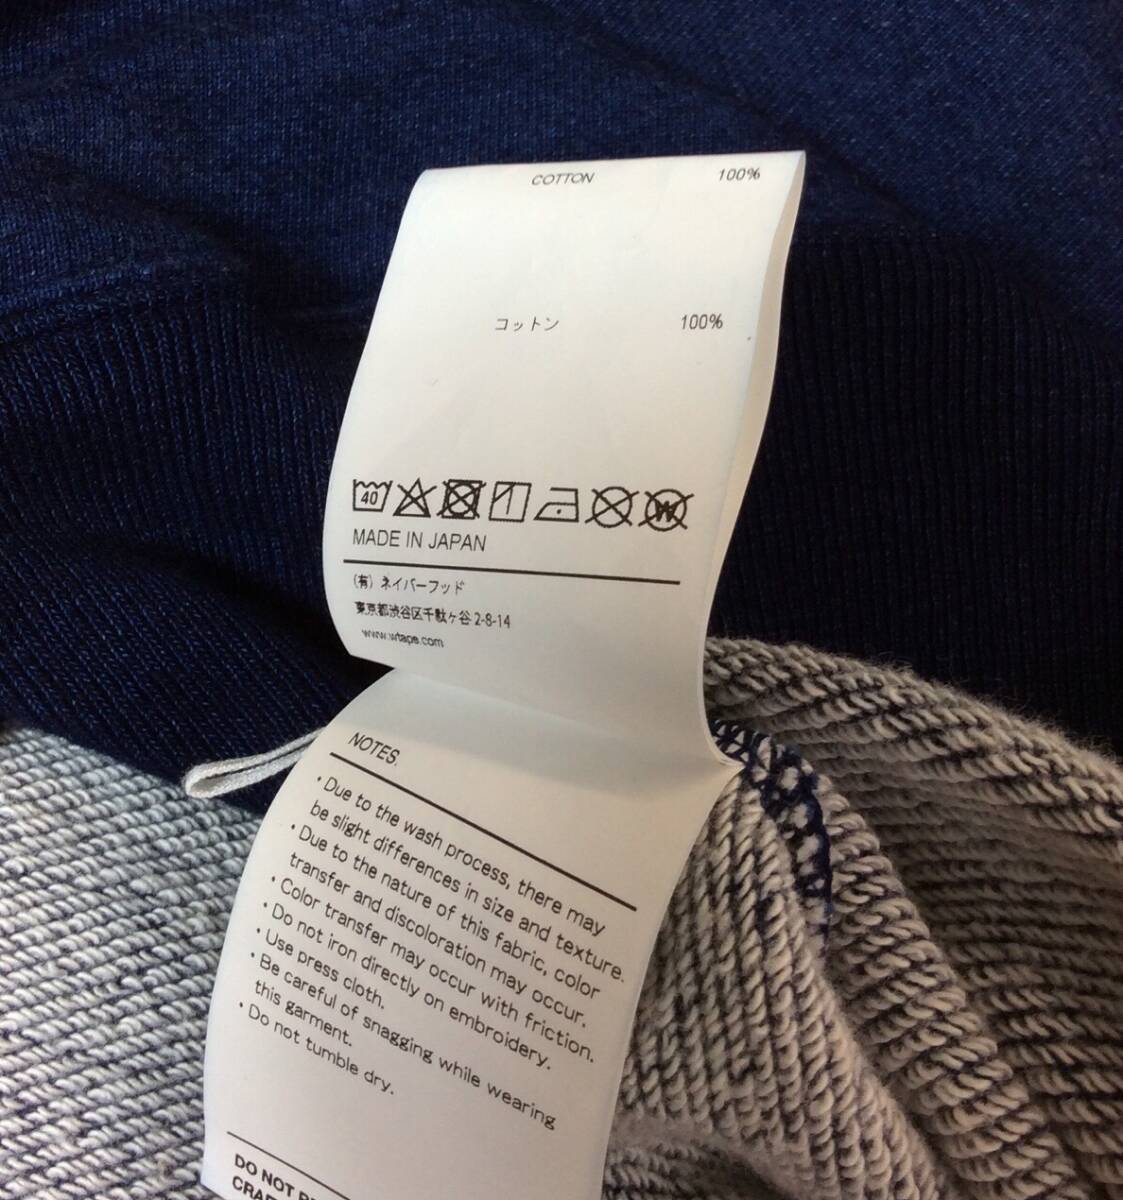 COTTON 100%
コットン 100%
40
W
MADE IN JAPAN
(有) ネイバーフッド
東京都渋谷区千駄ヶ谷 2-8-14
www.wtaps.com
NOTES.
・Due to the wash process, there may
be slight differences in size and texture.
・Due to the nature of this fabric, color
transfer and discoloration may occur.
・Color transfer may occur with friction.
・Do not iron directly on embroidery.
・Use press cloth.
・Be careful of snagging while wearing
this garment.
・Do not tumble dry.
DO NOT